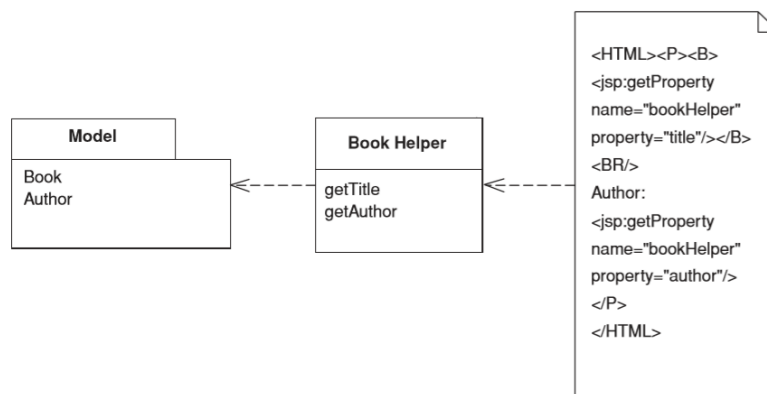 Model
Book
Author
Book Helper
getTitle
getAuthor
<HTML><P><B>
<jsp:getProperty
name="bookHelper"
property="title"/></B>
<BR/>
Author:
<jsp:getProperty
name="bookHelper"
property="author"/>
</P>
</HTML>